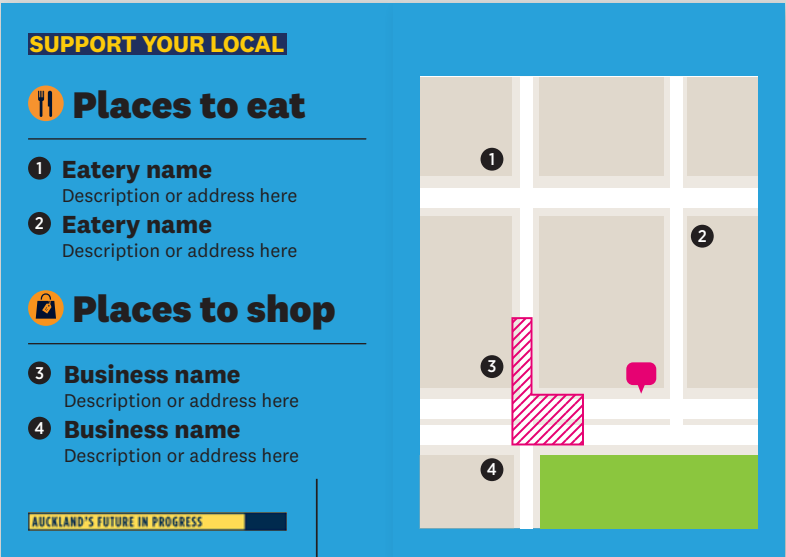 SUPPORT YOUR LOCAL
Places to eat
1 Eatery name
Description or address here
2 Eatery name
Description or address here
Places to shop
3 Business name
Description or address here
4 Business name
Description or address here
AUCKLAND'S FUTURE IN PROGRESS
1
2
3
4